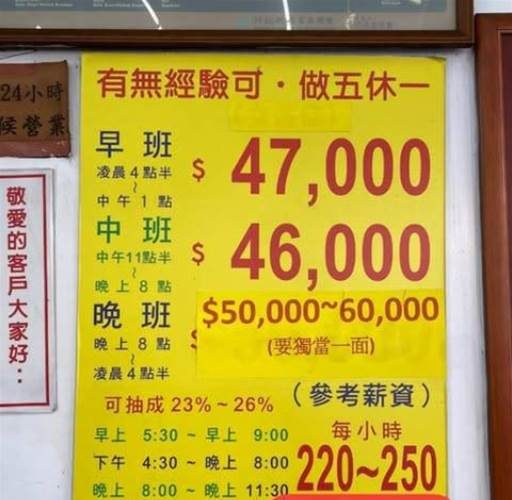 24小時
候營業
敬愛的客戶大家好：
有無經驗可·做五休一
早班
凌晨4點半
~
中午1點
$ 47,000
中班
中午11點半
~
晚上8點
$ 46,000
晚班
晚上8點
~
凌晨4點半
$50,000~60,000
(要獨當一面)
可抽成 23%~26%
(參考薪資)
早上 5:30 ~ 早上 9:00
下午 4:30 ~ 晚上 8:00
晚上 8:00 ~ 晚上 11:30
每小時
220~250